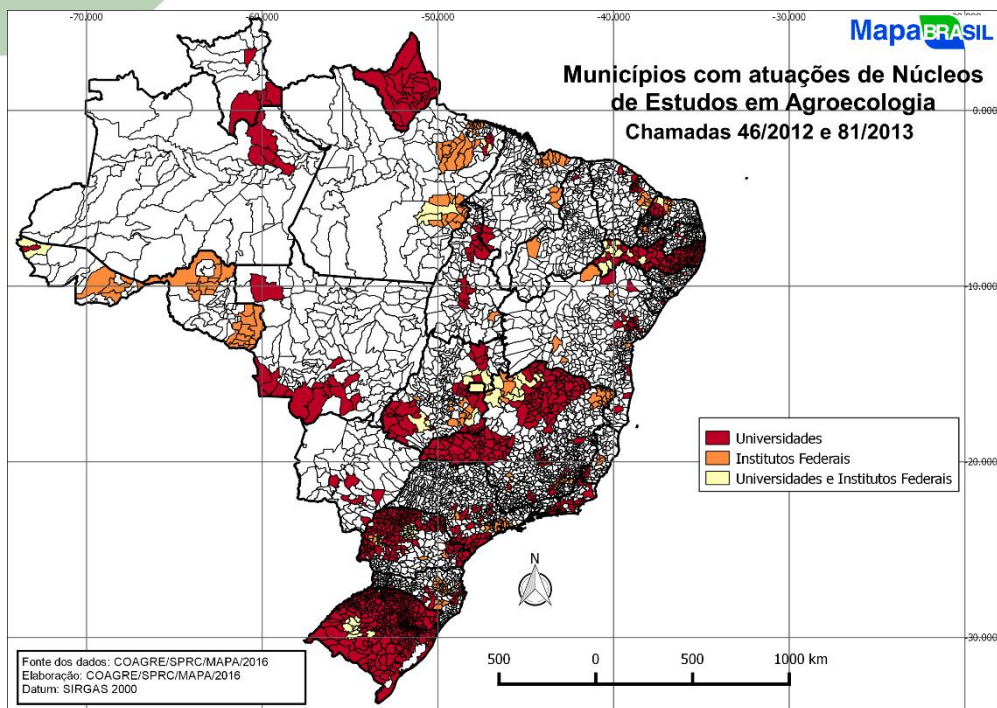 -70.000 -60.000 -50.000 -40.000 -30.000
MapaBRASIL
Municípios com atuações de Núcleos
de Estudos em Agroecologia
Chamadas 46/2012 e 81/2013
0.000
-10.000
Universidades
Institutos Federais
Universidades e Institutos Federais
-20.000
N
-30.000
Fonte dos dados: COAGRE/SPRC/MAPA/2016
Elaboração: COAGRE/SPRC/MAPA/2016
Datum: SIRGAS 2000
500 0 500 1000 km